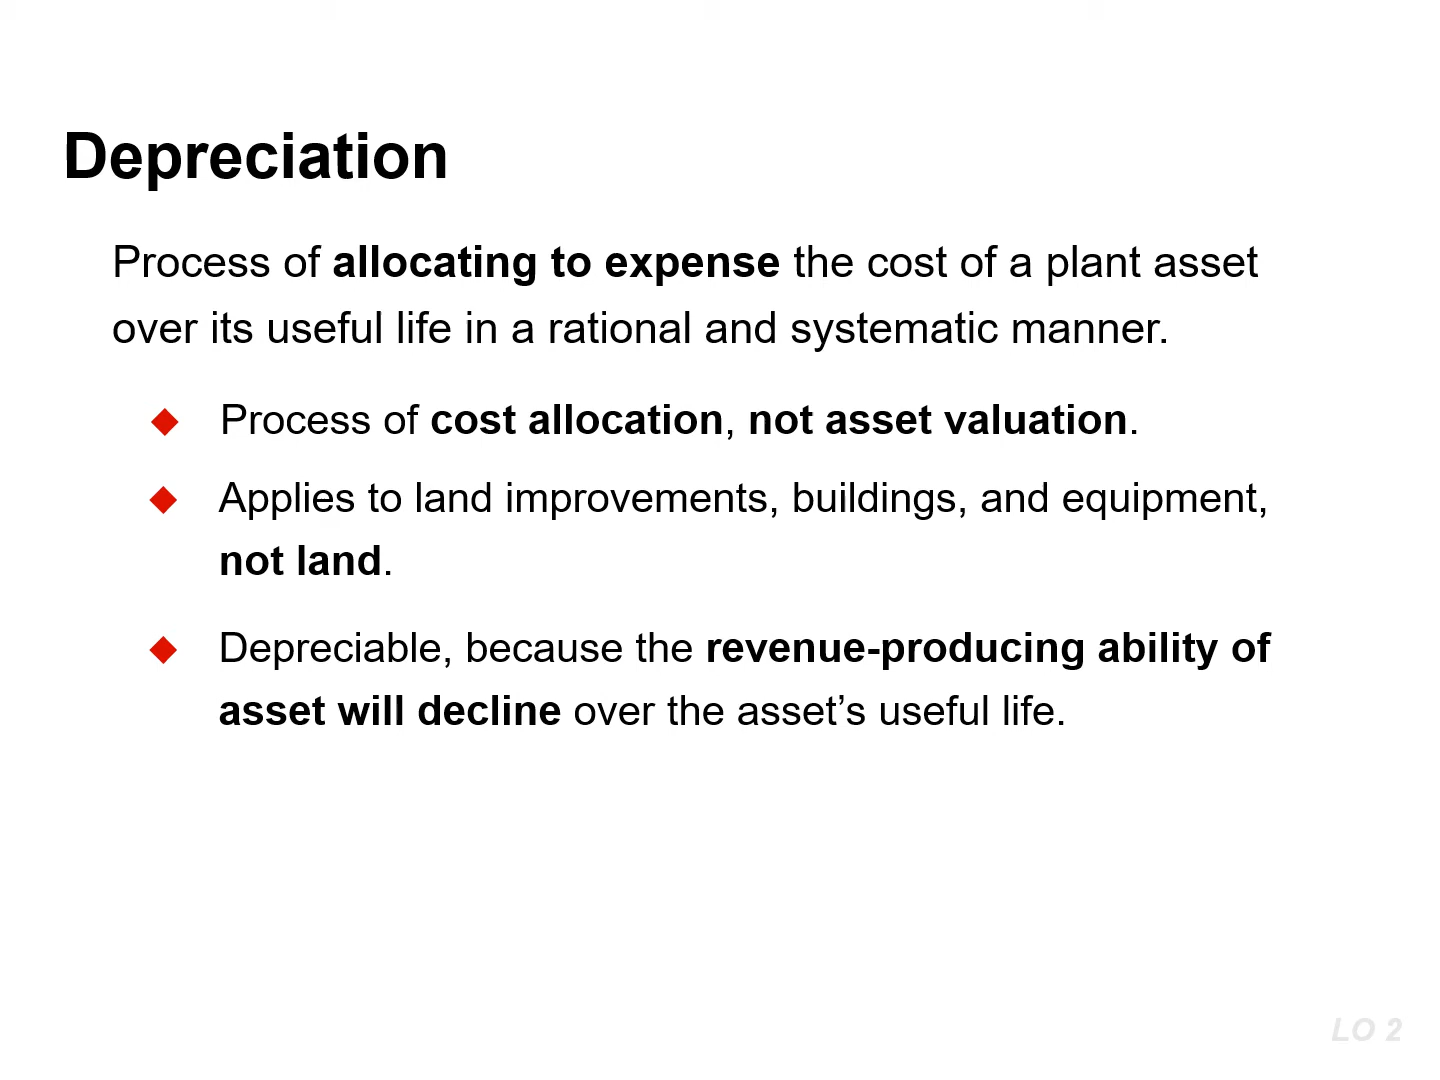 Depreciation
Process of allocating to expense the cost of a plant asset
over its useful life in a rational and systematic manner.
Process of cost allocation, not asset valuation.
Applies to land improvements, buildings, and equipment,
not land.
Depreciable, because the revenue-producing ability of
asset will decline over the asset’s useful life.
LO 2